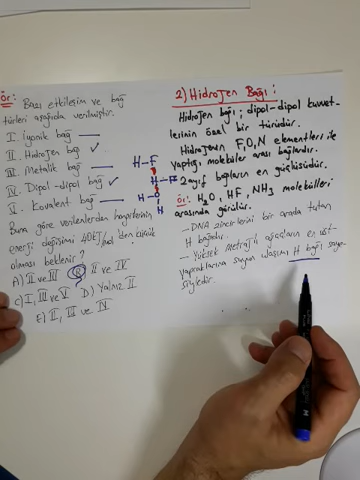 ÖR: Bazı etkileşim ve bağ
türleri aşağıda verilmiştir.
I. İyonik bağ
II. Hidrojen bağı ✓
III. Metalik bağ
IV. Dipol-dipol bağ ✓
V. Kovalent bağ
Buna göre verilenlerden hangilerinin
enerji değişimi 40 kJ/mol 'den küçük
olması beklenir?
A) II ve III B) II ve IV
C) I, III ve V D) Yalnız II
E) II, III ve IV
H-F
H-F
H-O
H
2) Hidrojen Bağı:
Hidrojen bağı; dipol-dipol kuvvet-
lerinin özel bir türüdür.
Hidrojenin F,O,N elementleri ile
yaptığı moleküller arası bağlardır.
* Zayıf bağların en güçlüsüdür.
ÖR: H₂O, HF, NH₃ molekülleri
arasında görülür.
- DNA zincirlerini bir arada tutan
H bağıdır.
- Yüksek metrajlı ağaçların en üst
yapraklarına suyun ulaşımı H bağı saye-
sindedir.